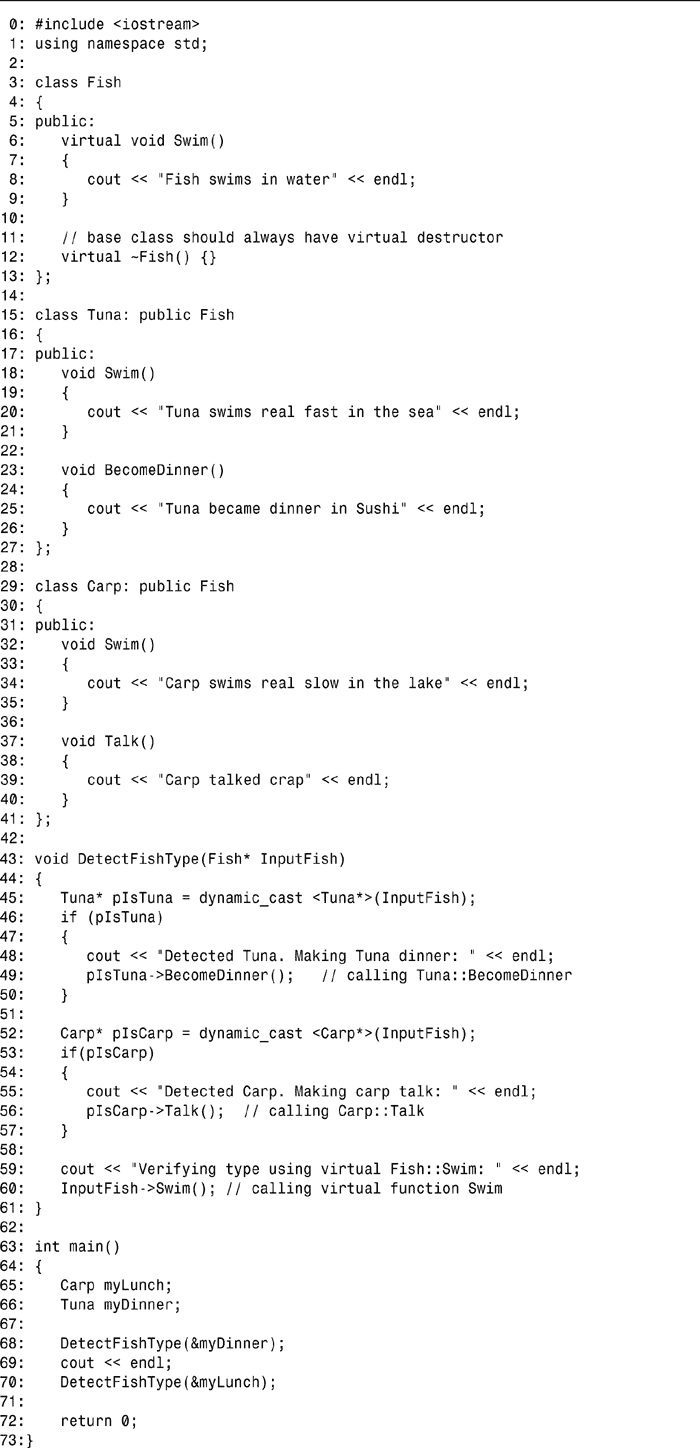 0: #include <iostream>
1: using namespace std;
2:
3: class Fish
4: {
5: public:
6:    virtual void Swim()
7:    {
8:       cout << "Fish swims in water" << endl;
9:    }
10:
11:    // base class should always have virtual destructor
12:    virtual ~Fish() {}
13: };
14:
15: class Tuna: public Fish
16: {
17: public:
18:    void Swim()
19:    {
20:       cout << "Tuna swims real fast in the sea" << endl;
21:    }
22:
23:    void BecomeDinner()
24:    {
25:       cout << "Tuna became dinner in Sushi" << endl;
26:    }
27: };
28:
29: class Carp: public Fish
30: {
31: public:
32:    void Swim()
33:    {
34:       cout << "Carp swims real slow in the lake" << endl;
35:    }
36:
37:    void Talk()
38:    {
39:       cout << "Carp talked crap" << endl;
40:    }
41: };
42:
43: void DetectFishType(Fish* InputFish)
44: {
45:    Tuna* pIsTuna = dynamic_cast <Tuna*>(InputFish);
46:    if (pIsTuna)
47:    {
48:       cout << "Detected Tuna. Making Tuna dinner: " << endl;
49:       pIsTuna->BecomeDinner();   // calling Tuna::BecomeDinner
50:    }
51:
52:    Carp* pIsCarp = dynamic_cast <Carp*>(InputFish);
53:    if(pIsCarp)
54:    {
55:       cout << "Detected Carp. Making carp talk: " << endl;
56:       pIsCarp->Talk();  // calling Carp::Talk
57:    }
58:
59:    cout << "Verifying type using virtual Fish::Swim: " << endl;
60:    InputFish->Swim(); // calling virtual function Swim
61: }
62:
63: int main()
64: {
65:    Carp myLunch;
66:    Tuna myDinner;
67:
68:    DetectFishType(&myDinner);
69:    cout << endl;
70:    DetectFishType(&myLunch);
71:
72:    return 0;
73:}